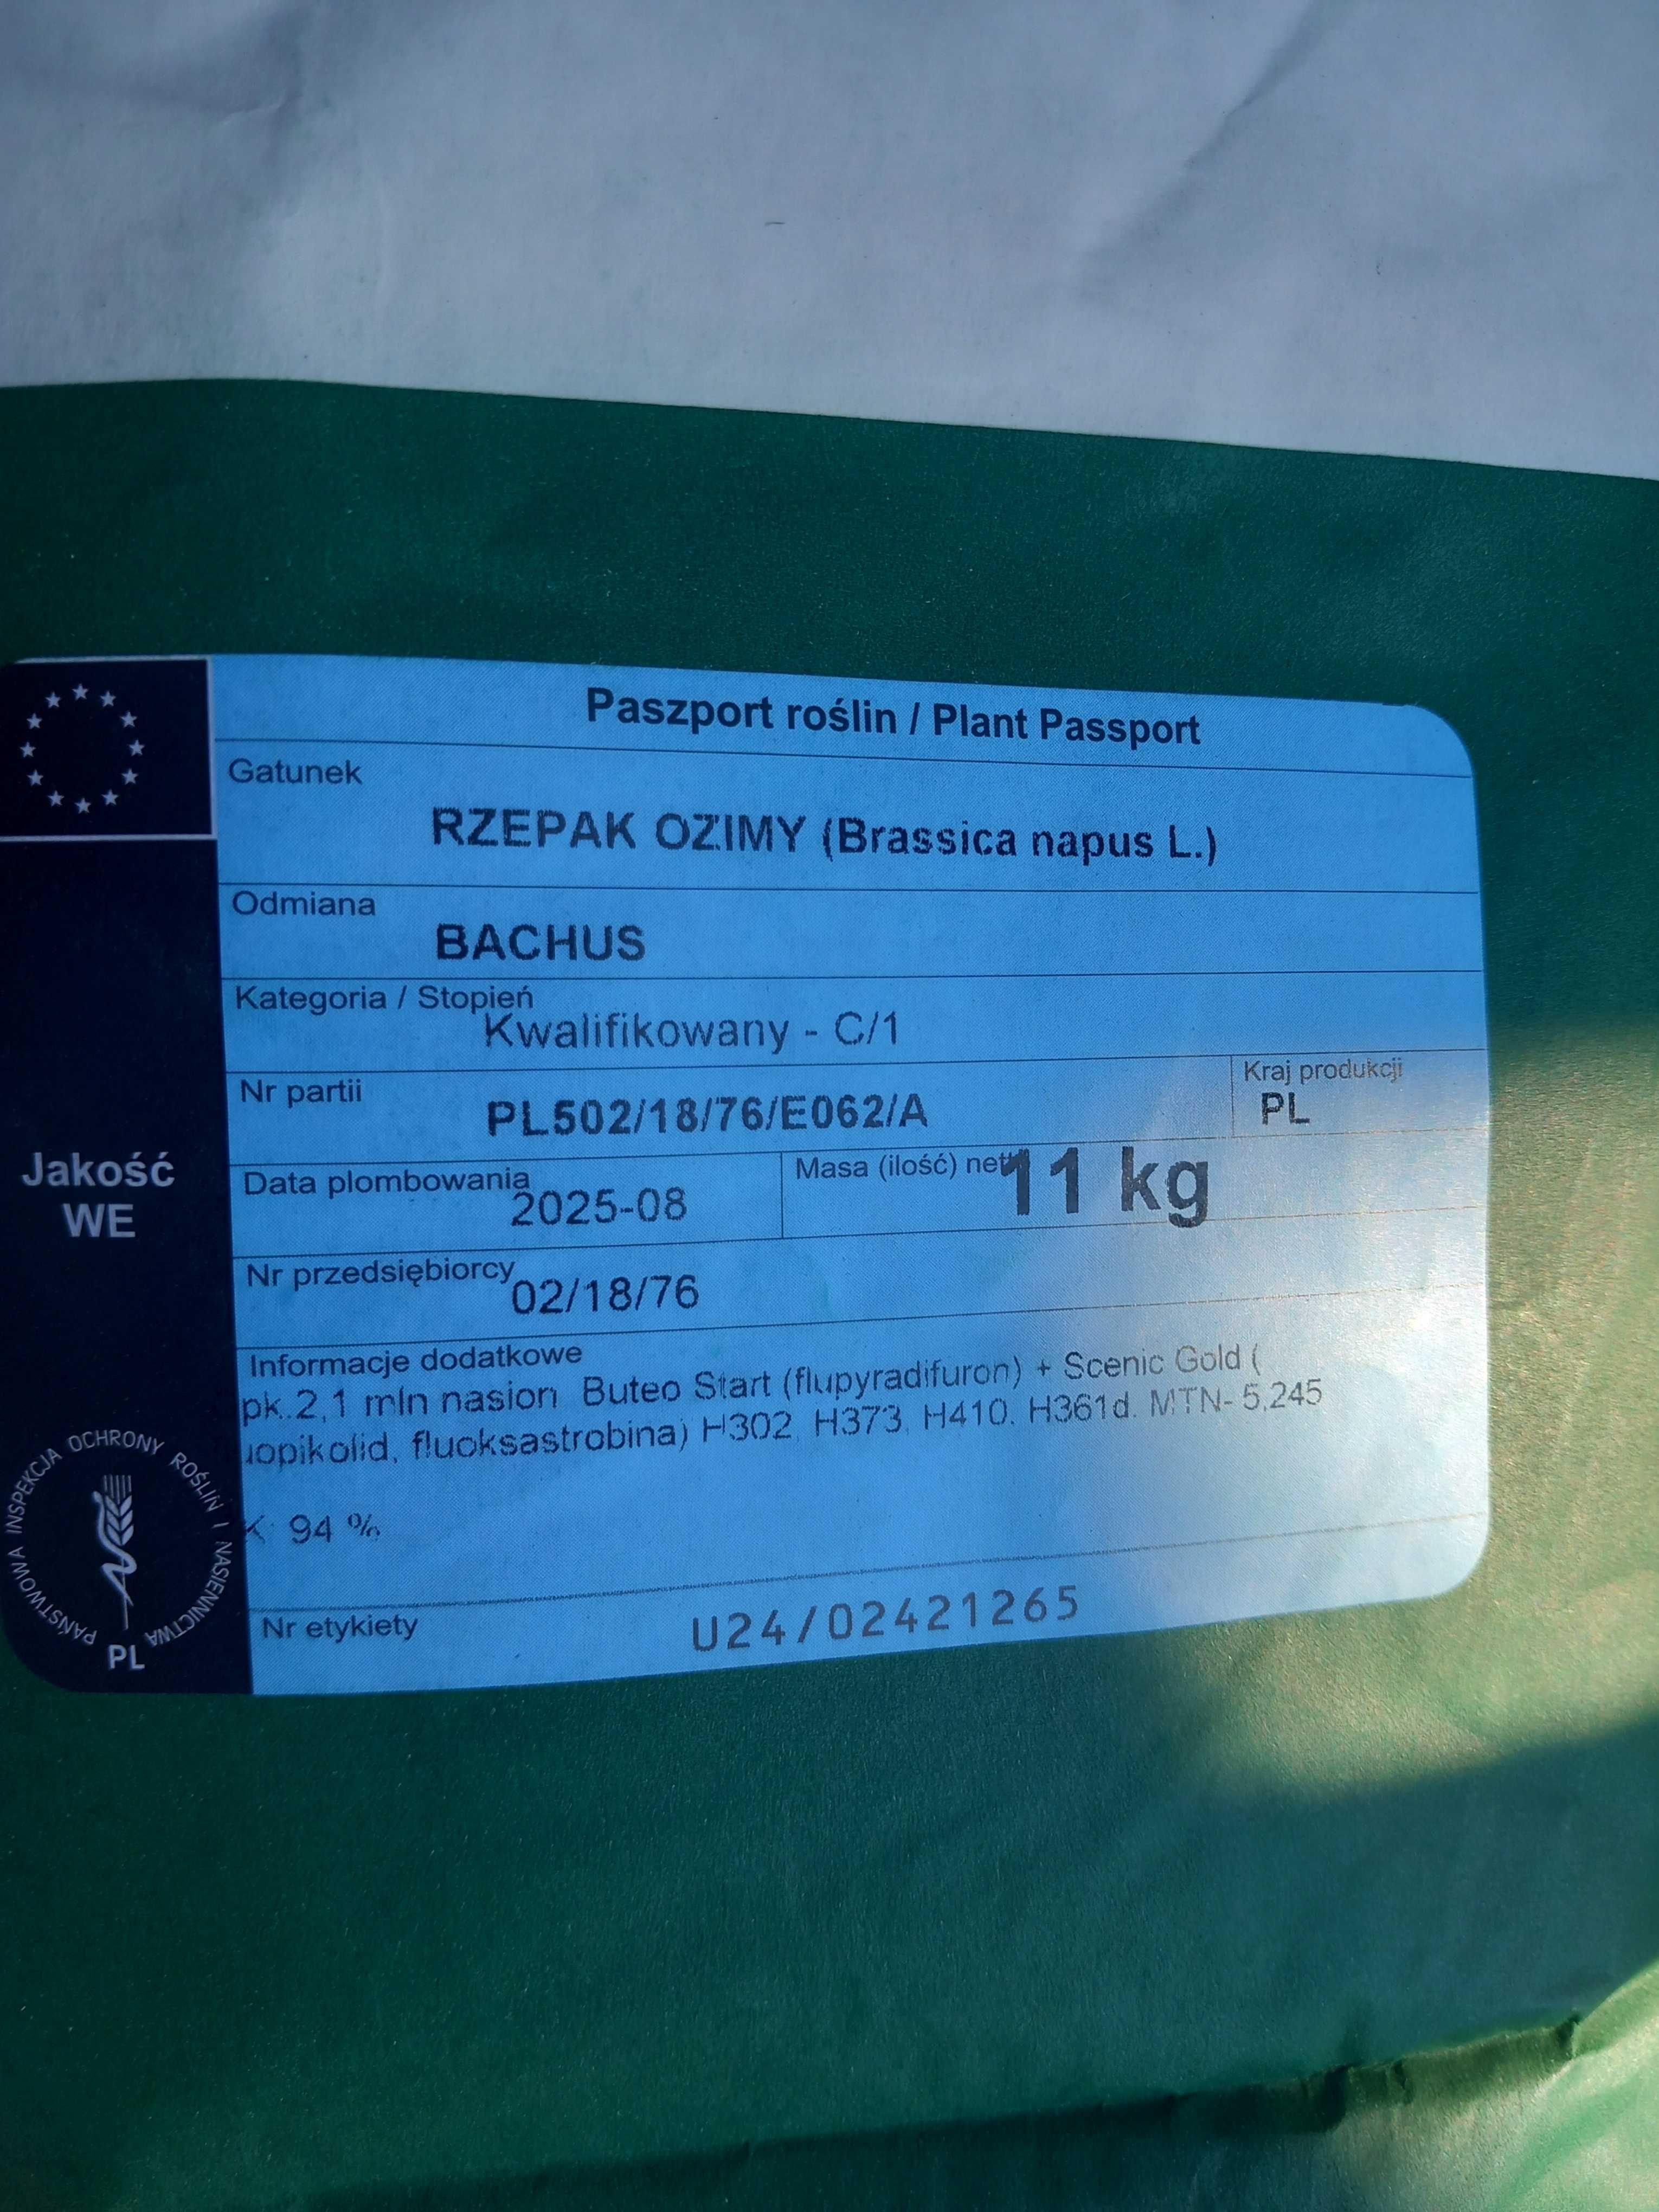 Paszport roślin / Plant Passport
Gatunek
RZEPAK OZIMY (Brassica napus L.)
Odmiana
BACHUS
Kategoria / Stopień
Kwalifikowany - C/1
Nr partii
PL502/18/76/E062/A
Kraj produkcji
PL
Data plombowania
2025-08
Masa (ilość)
11 kg
Nr przedsiębiorcy
02/18/76
Informacje dodatkowe
pk.2,1 mln nasion Buteo Start (flupyradifuron) + Scenic Gold (
opikolid, fluoksastrobina) H302, H373, H410, H361d. MTN- 5,245
94 %
Nr etykiety
U24/02421265
Jakość
WE
PAŃSTWOWA INSPEKCJA OCHRONY ROŚLIN I NASIENNICTWA
PL